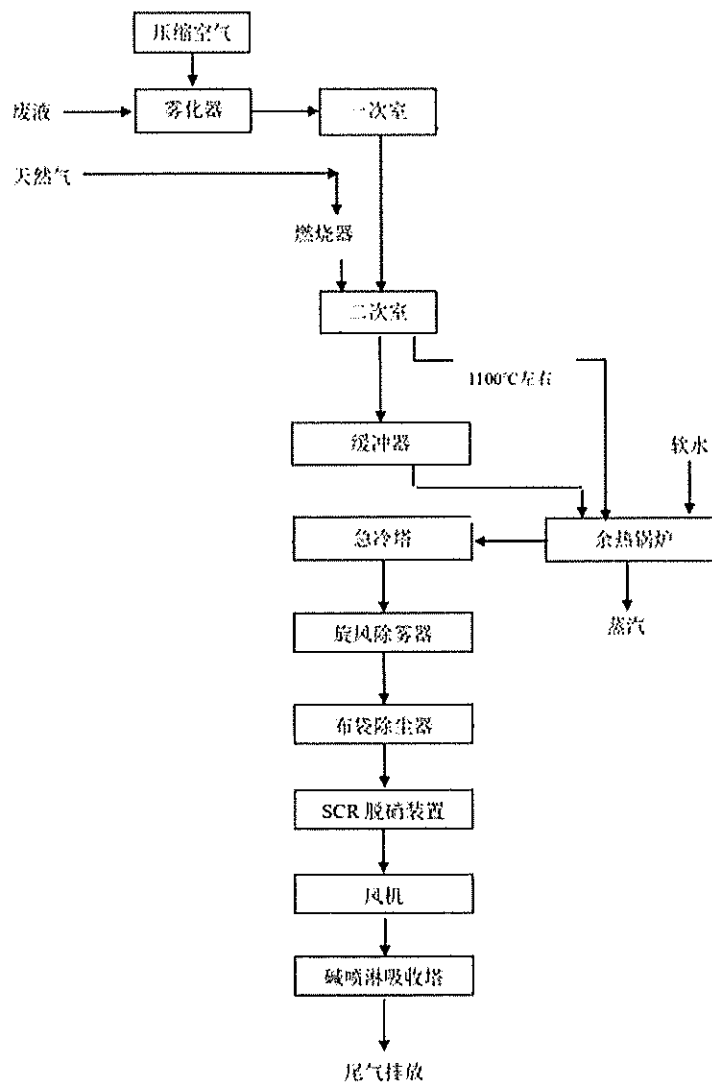 压缩空气
废液
雾化器
一次室
天然气
燃烧器
二次室
1100℃左右
缓冲器
软水
急冷塔
余热锅炉
蒸汽
旋风除雾器
布袋除尘器
SCR 脱硝装置
风机
碱喷淋吸收塔
尾气排放